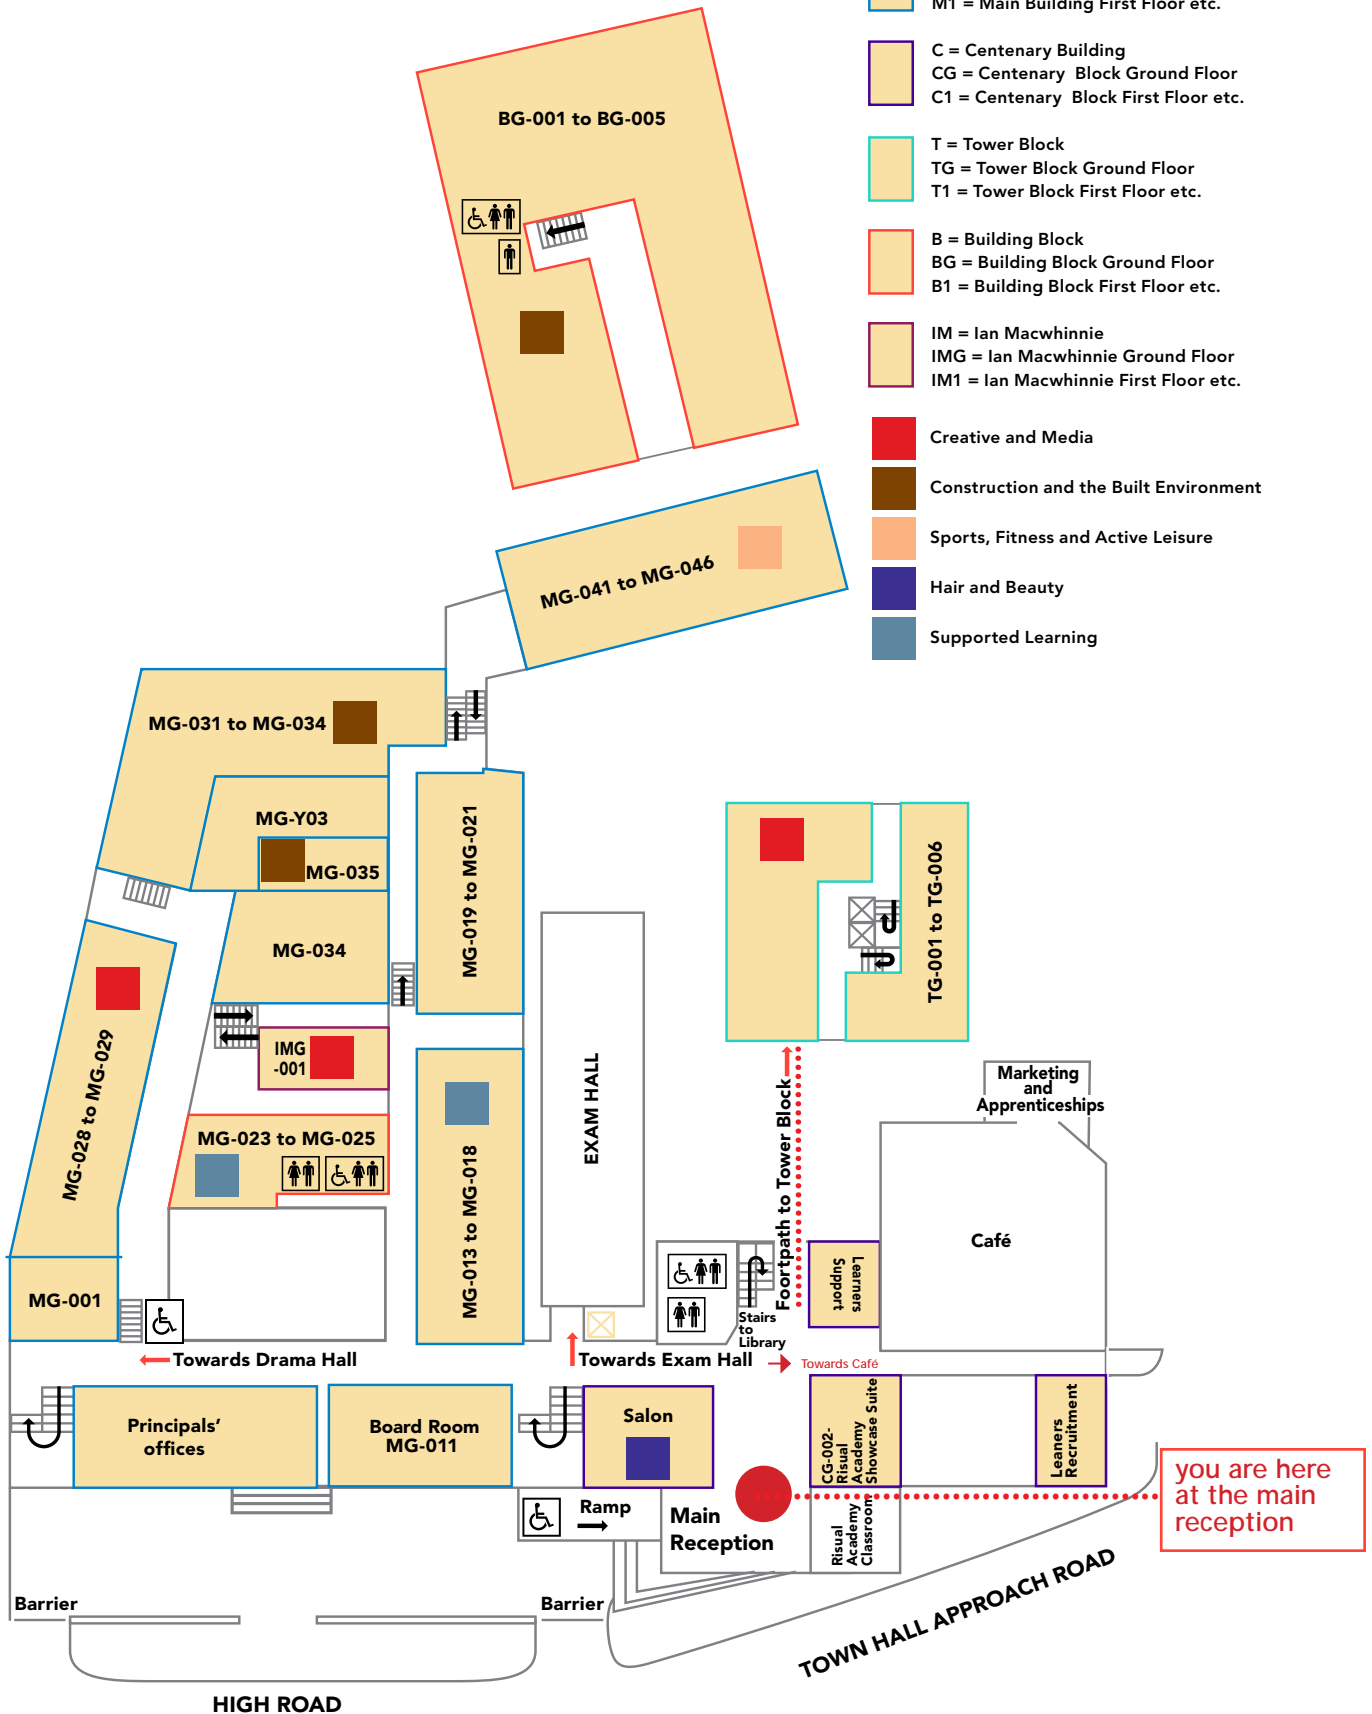 M1 = Main Building First Floor etc.
C = Centenary Building
CG = Centenary  Block Ground Floor
C1 = Centenary  Block First Floor etc.
T = Tower Block
TG = Tower Block Ground Floor
T1 = Tower Block First Floor etc.
B = Building Block
BG = Building Block Ground Floor
B1 = Building Block First Floor etc.
IM = Ian Macwhinnie
IMG = Ian Macwhinnie Ground Floor
IM1 = Ian Macwhinnie First Floor etc.
Creative and Media
Construction and the Built Environment
Sports, Fitness and Active Leisure
Hair and Beauty
Supported Learning
BG-001 to BG-005
MG-041 to MG-046
MG-031 to MG-034
MG-Y03
MG-035
MG-034
MG-019 to MG-021
TG-001 to TG-006
MG-028 to MG-029
IMG
-001
MG-023 to MG-025
MG-013 to MG-018
EXAM HALL
Foortpath to Tower Block
Marketing
and
Apprenticeships
Café
Learners
Support
MG-001
Stairs
to
Library
Towards Drama Hall
Towards Exam Hall
Towards Café
Principals'
offices
Board Room
MG-011
Salon
CG-002-
Risual
Academy
Showcase Suite
Leaners
Recruitment
Ramp
Main
Reception
Risual
Academy
Classroom
you are here
at the main
reception
Barrier
Barrier
TOWN HALL APPROACH ROAD
HIGH ROAD